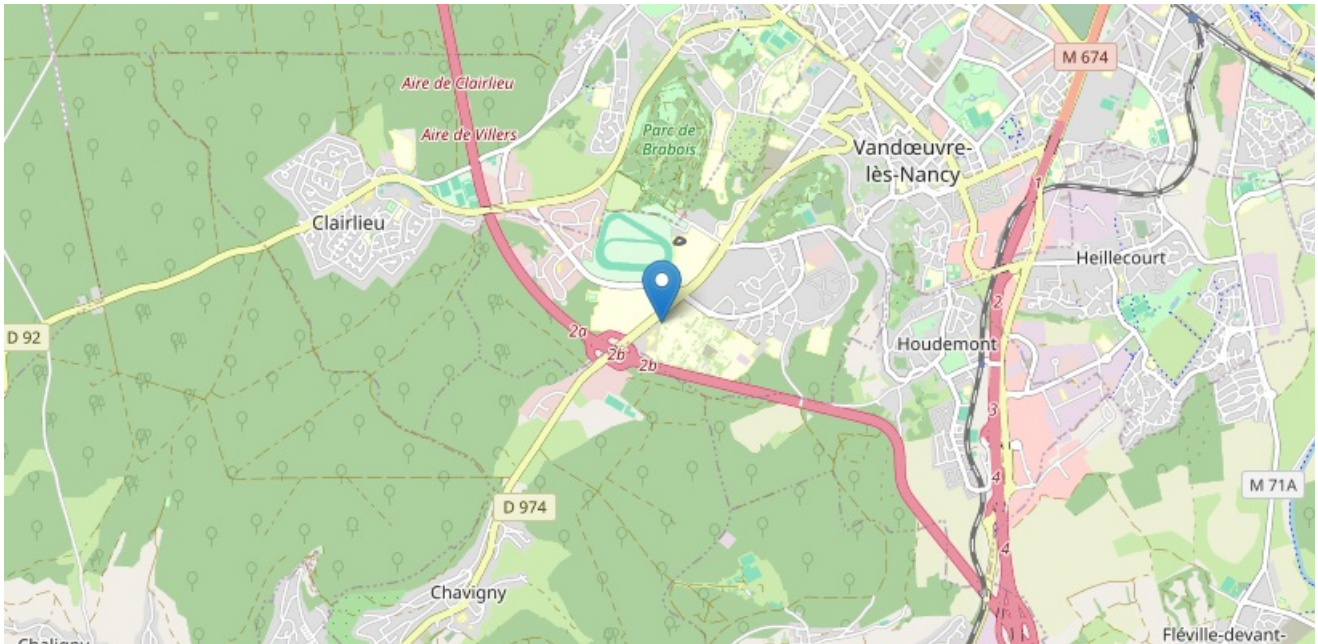 M 674
Aire de Clairlieu
Aire de Villers
Parc de
Brabois
Vandœuvre-
lès-Nancy
1
Clairlieu
Heillecourt
2
D 92
2a
2b
2b
Houdemont
3
4
M 71A
D 974
4
Chavigny
Chaligny
Fléville-devant-